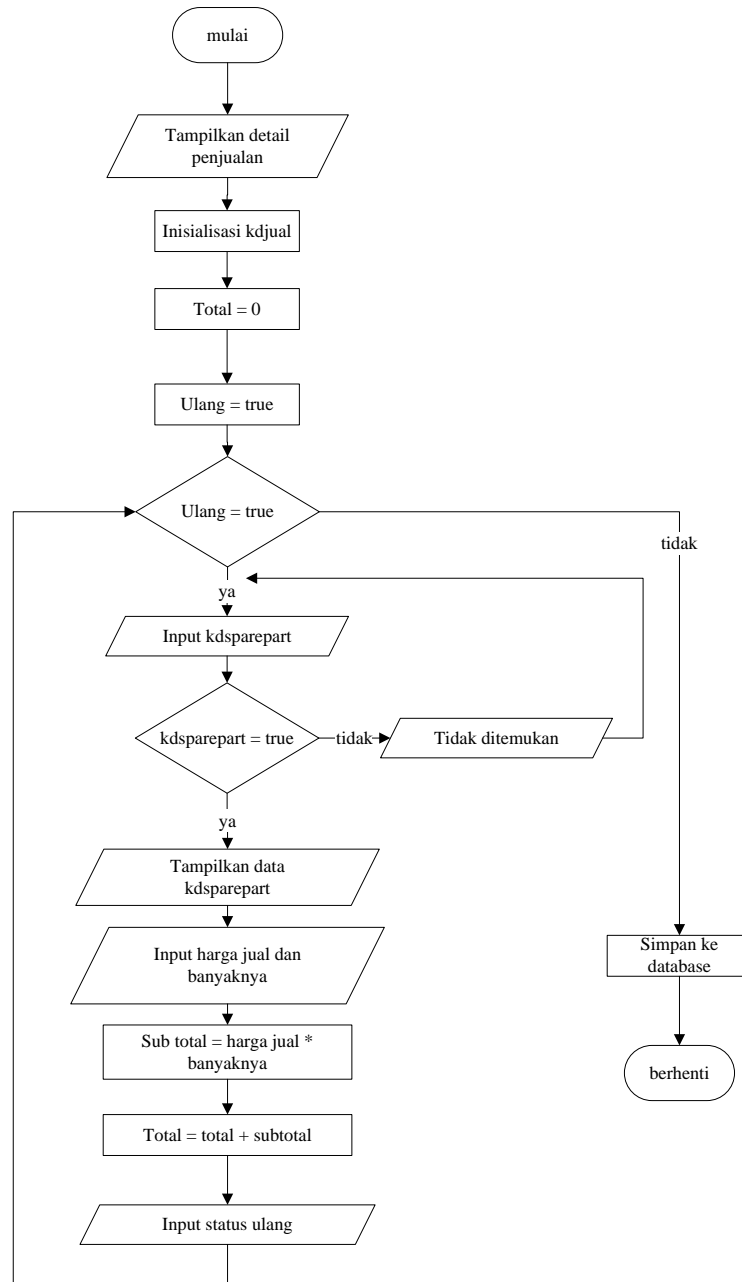 mulai
Tampilkan detail
penjualan
Inisialisasi kdjual
Total = 0
Ulang = true
Ulang = true
tidak
ya
Input kdsparepart
kdsparepart = true
tidak
Tidak ditemukan
ya
Tampilkan data
kdsparepart
Input harga jual dan
banyaknya
Simpan ke
database
Sub total = harga jual *
banyaknya
berhenti
Total = total + subtotal
Input status ulang